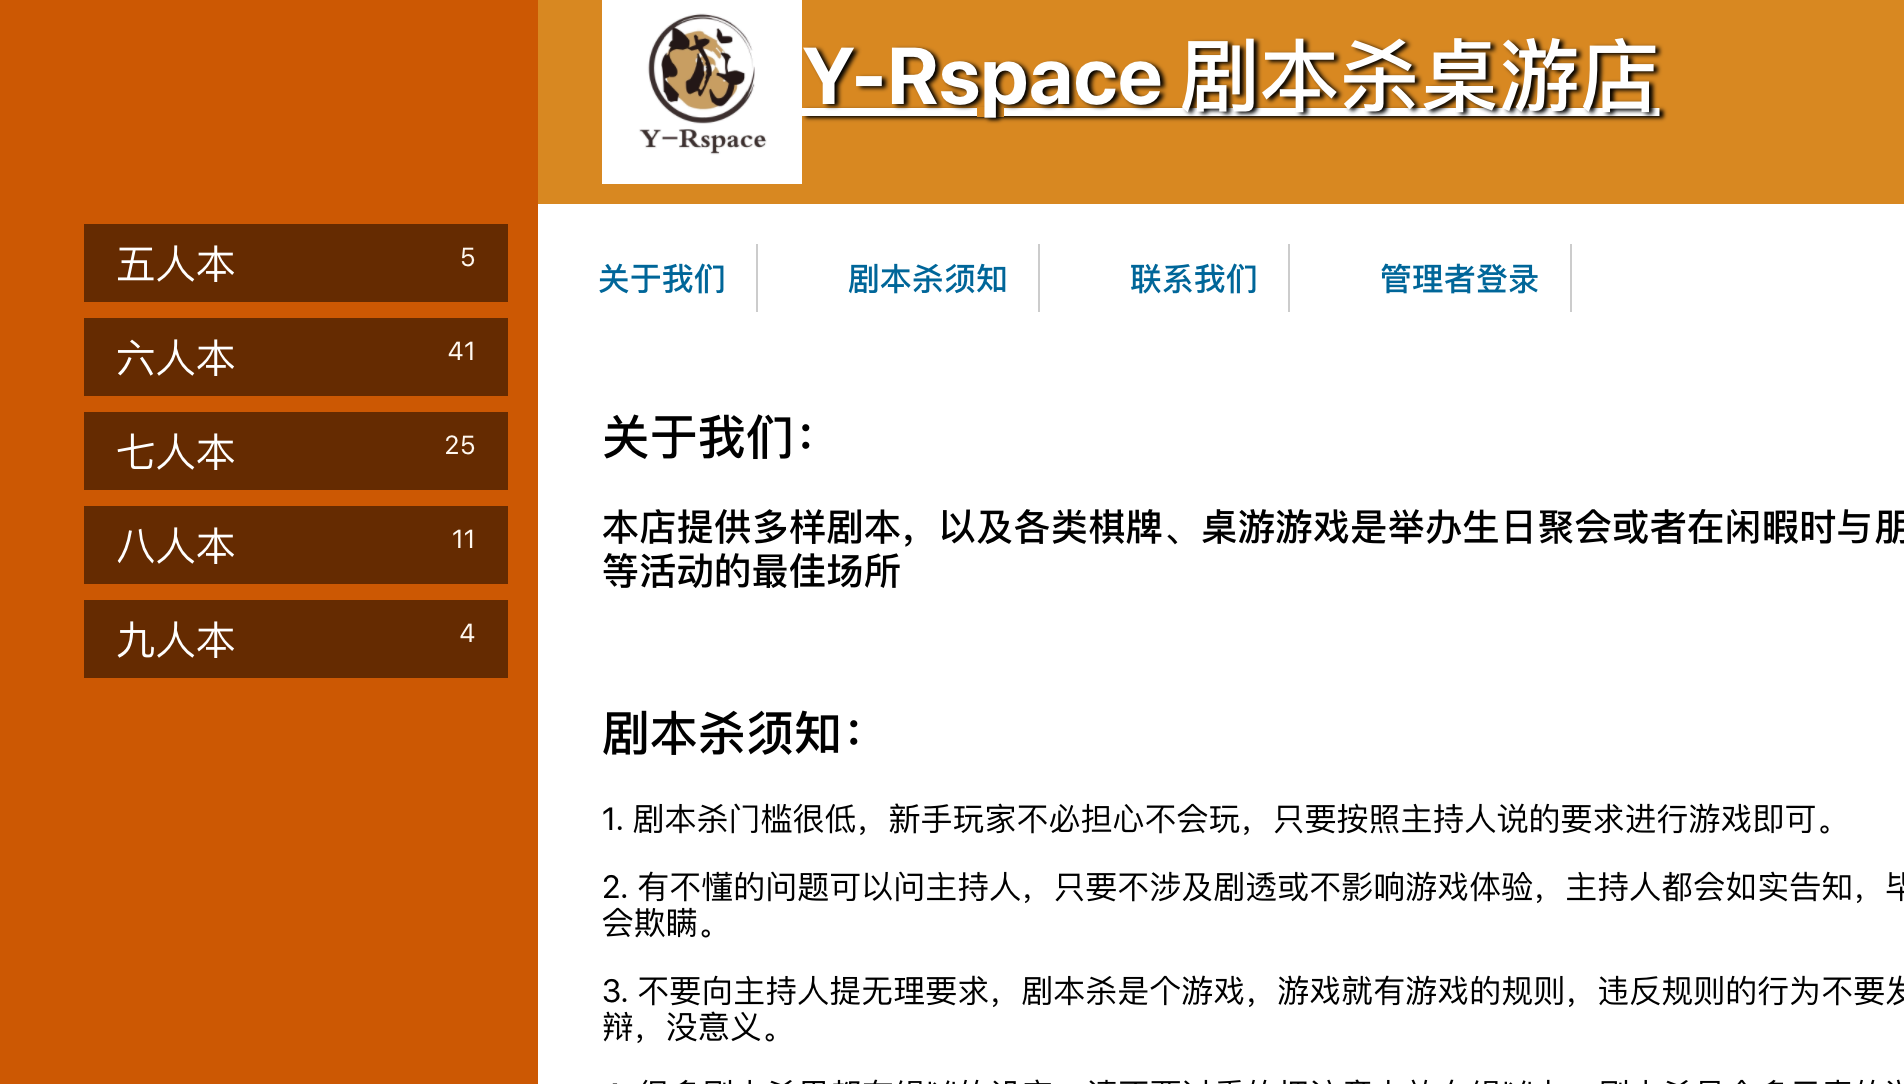 游
Y-Rspace
Y-Rspace 剧本杀桌游店
五人本 5
六人本 41
七人本 25
八人本 11
九人本 4
关于我们
剧本杀须知
联系我们
管理者登录
关于我们：
本店提供多样剧本，以及各类棋牌、桌游游戏是举办生日聚会或者在闲暇时与朋
等活动的最佳场所
剧本杀须知：
1. 剧本杀门槛很低，新手玩家不必担心不会玩，只要按照主持人说的要求进行游戏即可。
2. 有不懂的问题可以问主持人，只要不涉及剧透或不影响游戏体验，主持人都会如实告知，
会欺瞒。
3. 不要向主持人提无理要求，剧本杀是个游戏，游戏就有游戏的规则，违反规则的行为不要发
辩，没意义。